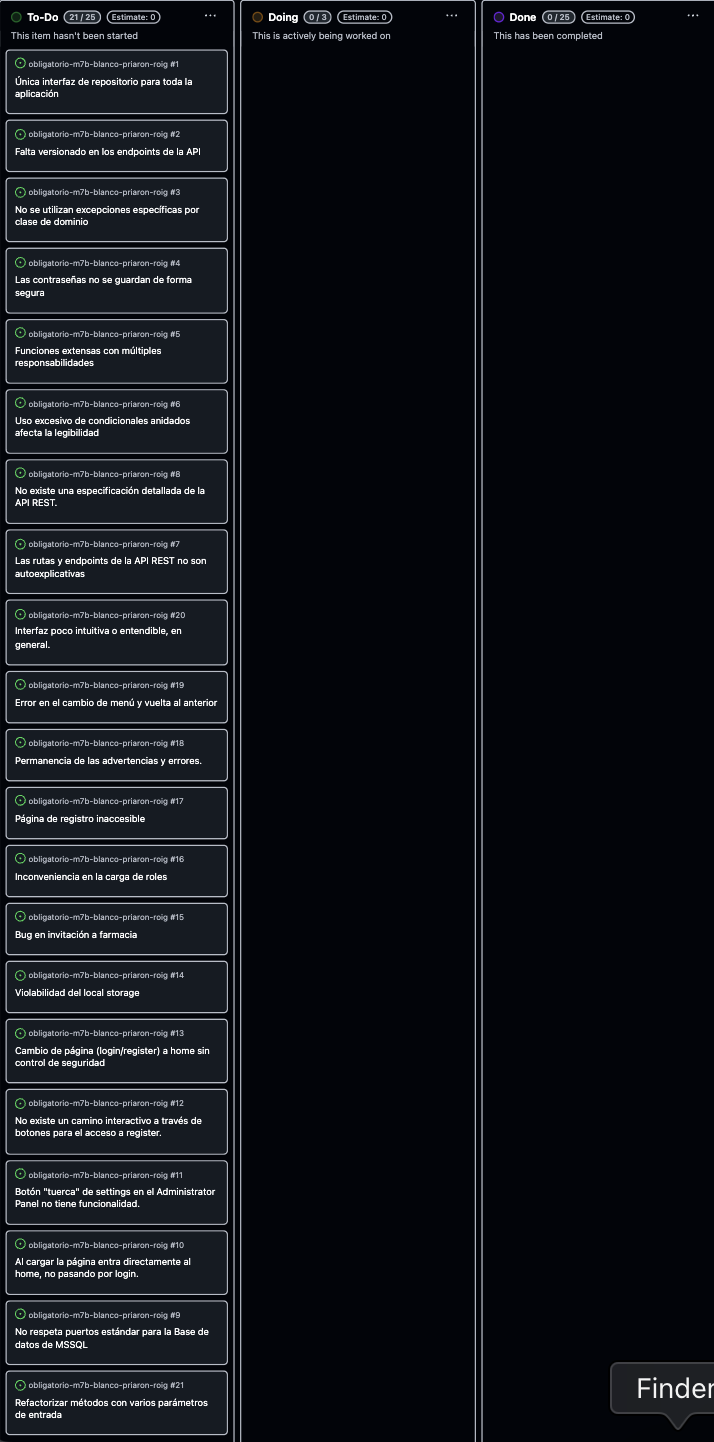 To-Do 21 / 25 Estimate: 0 ...
This item hasn't been started
obligatorio-m7b-blanco-priaron-roig #1
Única interfaz de repositorio para toda la
aplicación
obligatorio-m7b-blanco-priaron-roig #2
Falta versionado en los endpoints de la API
obligatorio-m7b-blanco-priaron-roig #3
No se utilizan excepciones específicas por
clase de dominio
obligatorio-m7b-blanco-priaron-roig #4
Las contraseñas no se guardan de forma
segura
obligatorio-m7b-blanco-priaron-roig #5
Funciones extensas con múltiples
responsabilidades
obligatorio-m7b-blanco-priaron-roig #6
Uso excesivo de condicionales anidados
afecta la legibilidad
obligatorio-m7b-blanco-priaron-roig #8
No existe una especificación detallada de la
API REST.
obligatorio-m7b-blanco-priaron-roig #7
Las rutas y endpoints de la API REST no son
autoexplicativas
obligatorio-m7b-blanco-priaron-roig #20
Interfaz poco intuitiva o entendible, en
general.
obligatorio-m7b-blanco-priaron-roig #19
Error en el cambio de menú y vuelta al anterior
obligatorio-m7b-blanco-priaron-roig #18
Permanencia de las advertencias y errores.
obligatorio-m7b-blanco-priaron-roig #17
Página de registro inaccesible
obligatorio-m7b-blanco-priaron-roig #16
Inconveniencia en la carga de roles
obligatorio-m7b-blanco-priaron-roig #15
Bug en invitación a farmacia
obligatorio-m7b-blanco-priaron-roig #14
Violabilidad del local storage
obligatorio-m7b-blanco-priaron-roig #13
Cambio de página (login/register) a home sin
control de seguridad
obligatorio-m7b-blanco-priaron-roig #12
No existe un camino interactivo a través de
botones para el acceso a register.
obligatorio-m7b-blanco-priaron-roig #11
Botón "tuerca" de settings en el Administrator
Panel no tiene funcionalidad.
obligatorio-m7b-blanco-priaron-roig #10
Al cargar la página entra directamente al
home, no pasando por login.
obligatorio-m7b-blanco-priaron-roig #9
No respeta puertos estándar para la Base de
datos de MSSQL
obligatorio-m7b-blanco-priaron-roig #21
Refactorizar métodos con varios parámetros
de entrada
Doing 0 / 3 Estimate: 0 ...
This is actively being worked on
Done 0 / 25 Estimate: 0 ...
This has been completed
Finder